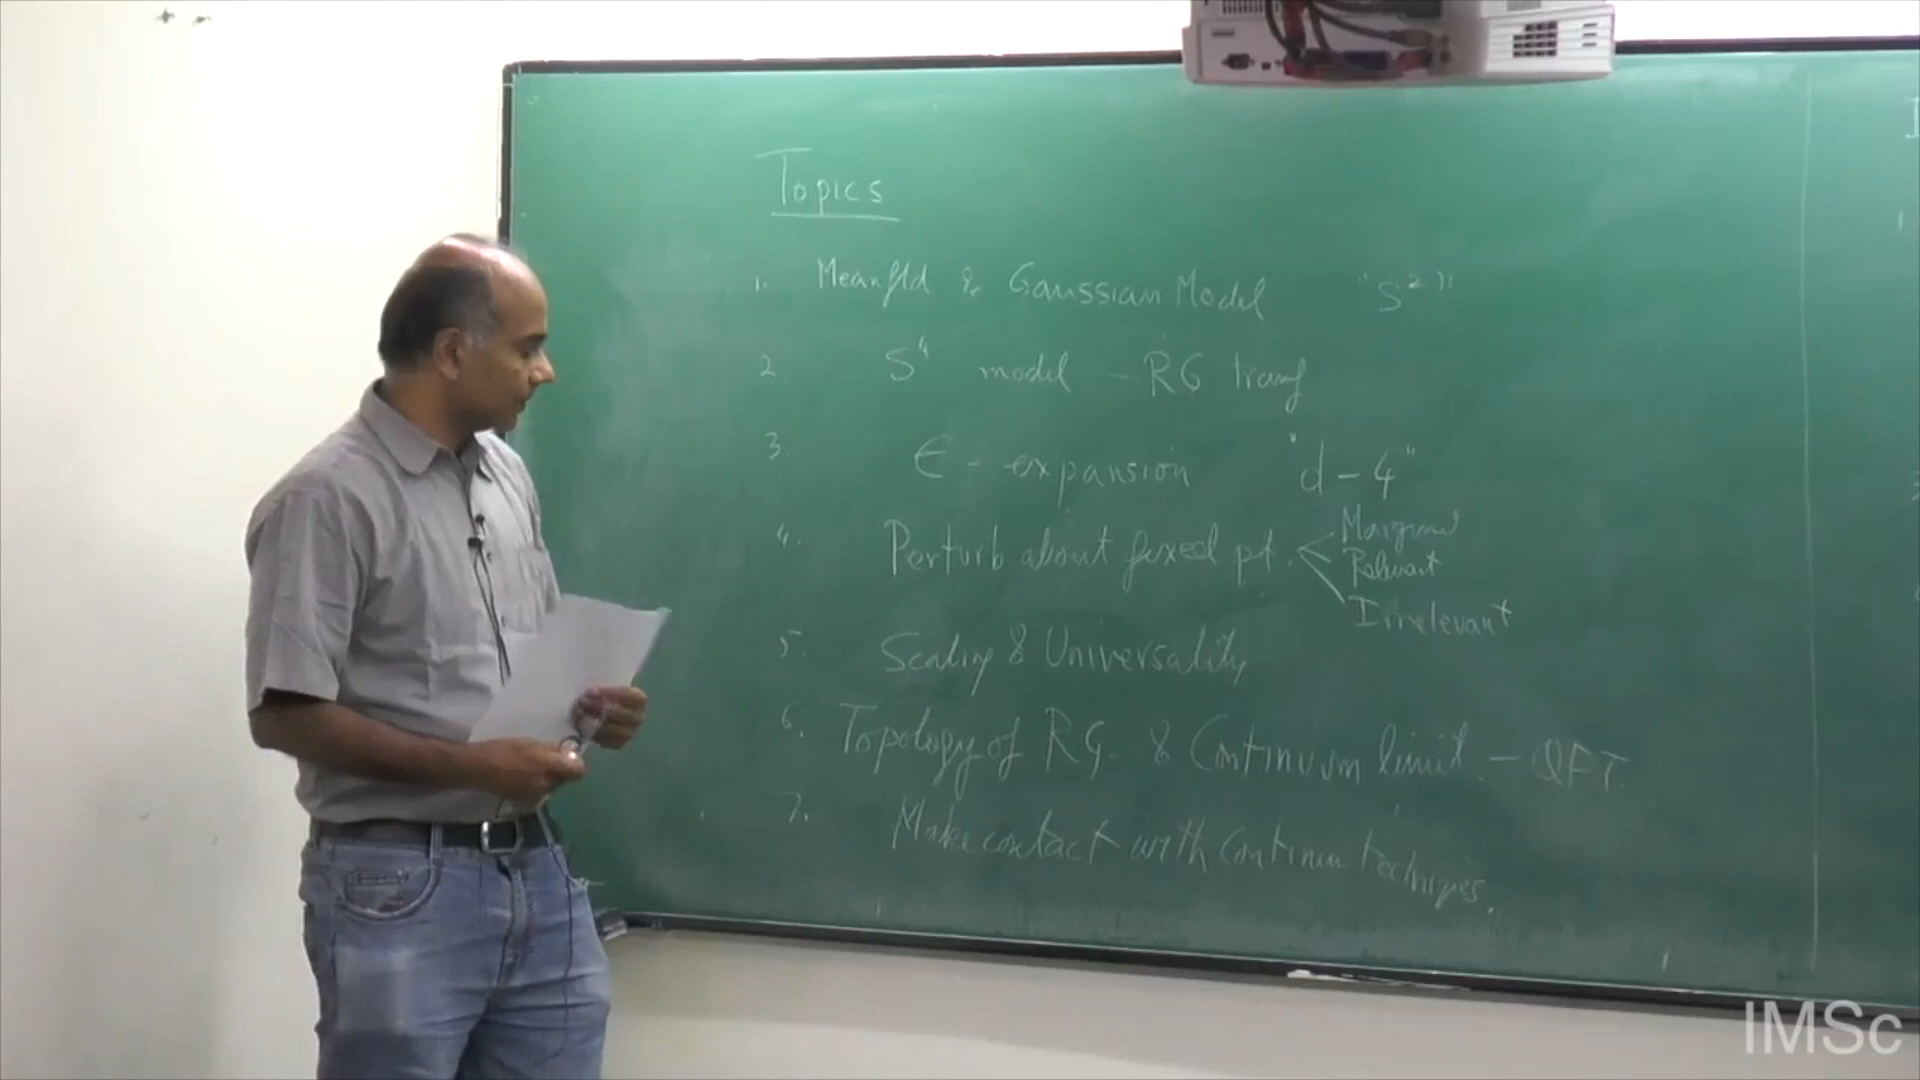 Topics
1. Meanfld & Gaussian Model "S²"
2. S⁴ model - RG transf
3. ϵ - expansion "d-4"
4. Perturb about fixed pt. Marginal
Relevant
Irrelevant
5. Scaling & Universality
6. Topology of RG & Continuum limit. - QFT.
7. Make contact with continuum techniques.
IMSc